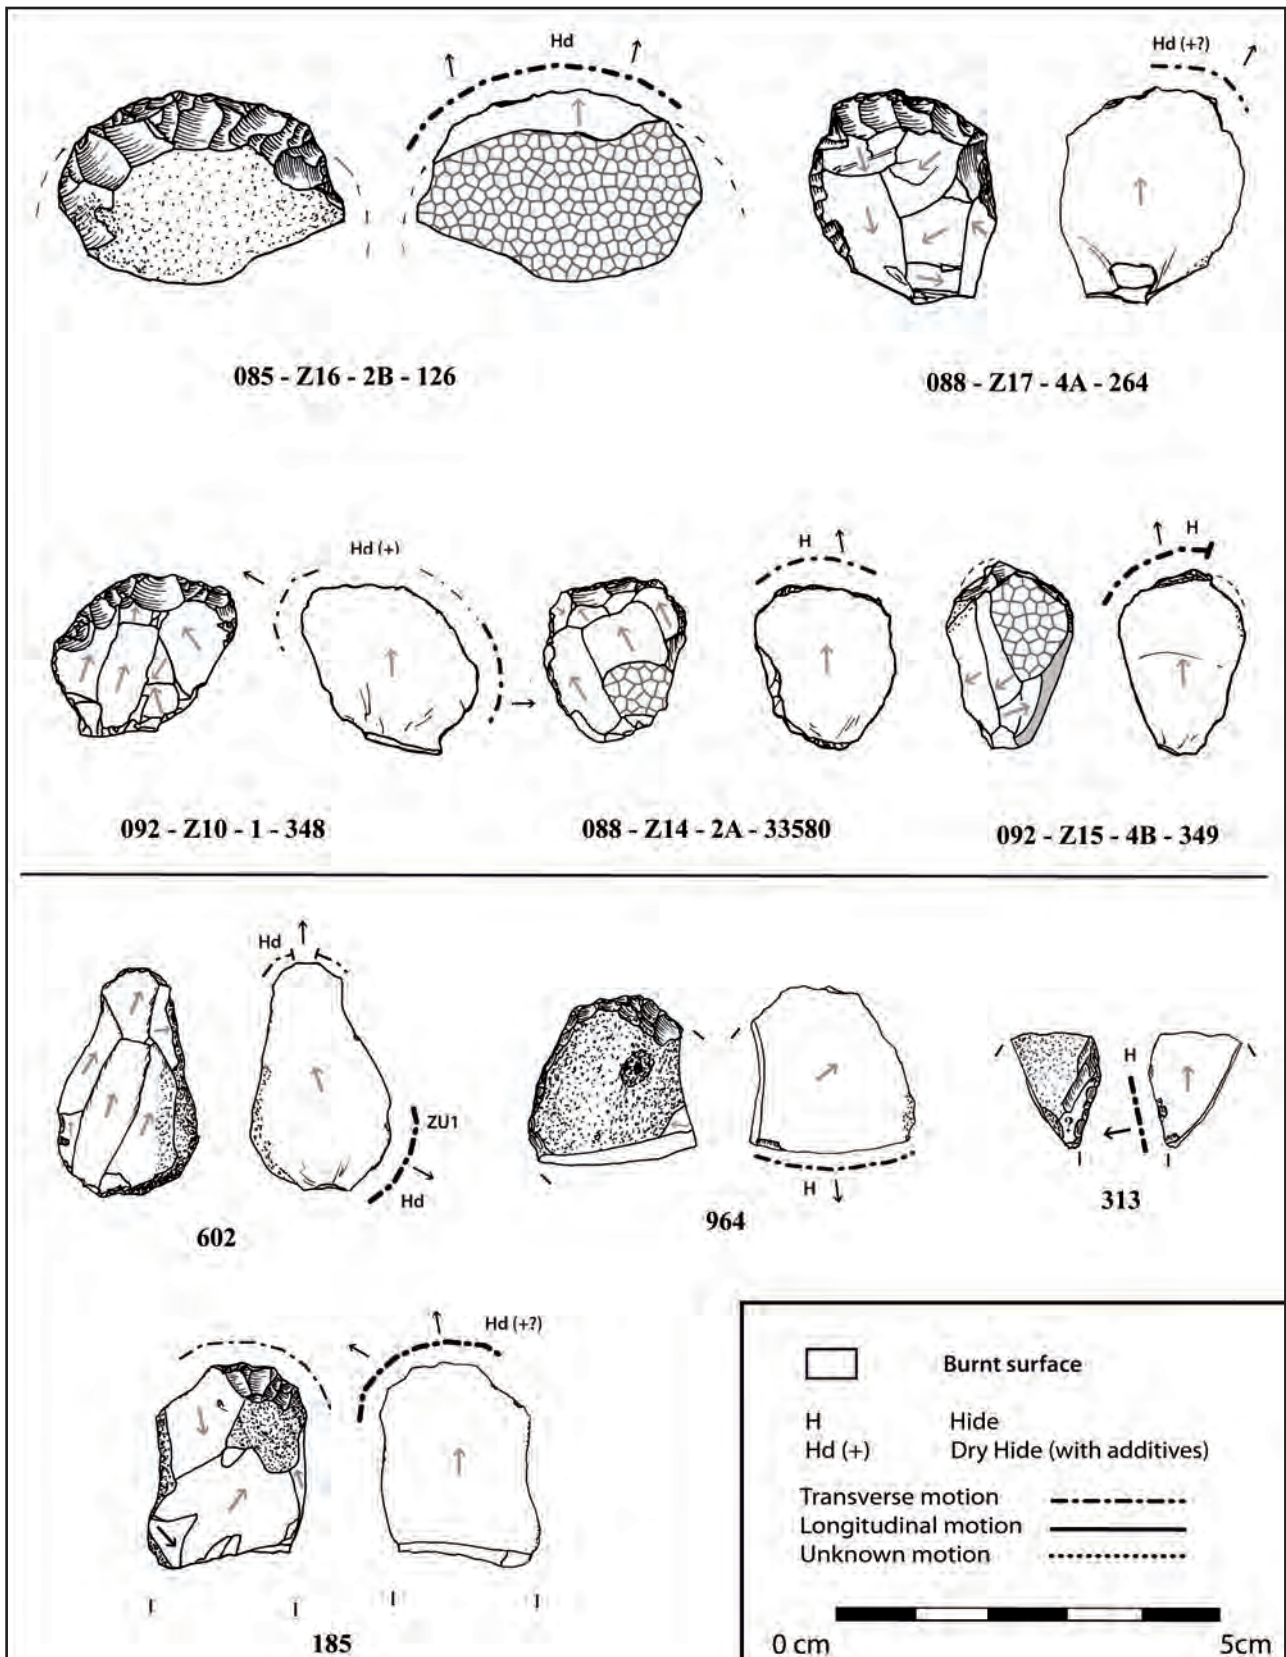 Hd
Hd (+?)
085 - Z16 - 2B - 126
088 - Z17 - 4A - 264
Hd (+)
H
H
092 - Z10 - 1 - 348
088 - Z14 - 2A - 33580
092 - Z15 - 4B - 349
Hd
ZU1
Hd
602
H
964
H
?
313
Hd (+?)
185
Burnt surface
H Hide
Hd (+) Dry Hide (with additives)
Transverse motion
Longitudinal motion
Unknown motion
0 cm 5cm